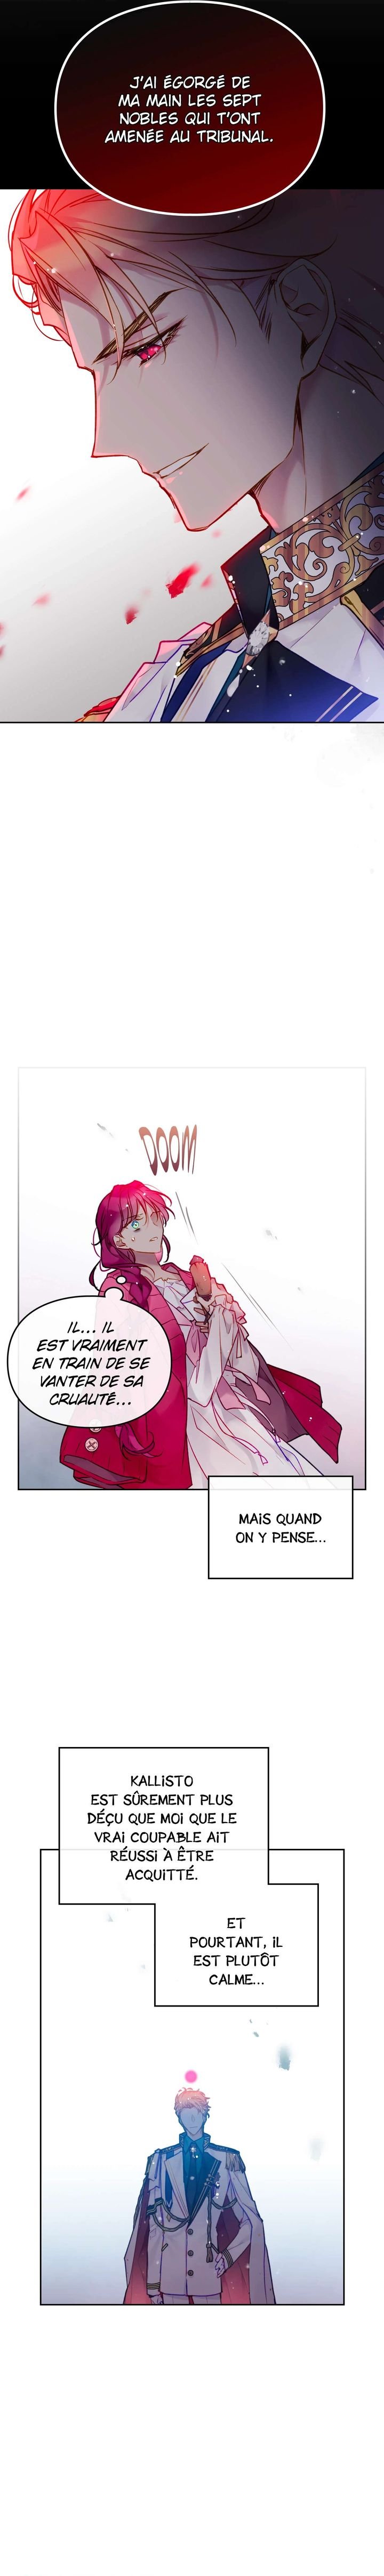 J'AI ÉGORGÉ DE
MA MAIN LES SEPT
NOBLES QUI T'ONT
AMENÉE AU TRIBUNAL.
DOOM
IL... IL
EST VRAIMENT
EN TRAIN DE SE
VANTER DE SA
CRUAUTÉ...
MAIS QUAND
ON Y PENSE...
KALLISTO
EST SÛREMENT PLUS
DÉÇU QUE MOI QUE LE
VRAI COUPABLE AIT
RÉUSSI À ÊTRE
ACQUITTÉ.
ET
POURTANT, IL
EST PLUTÔT
CALME...